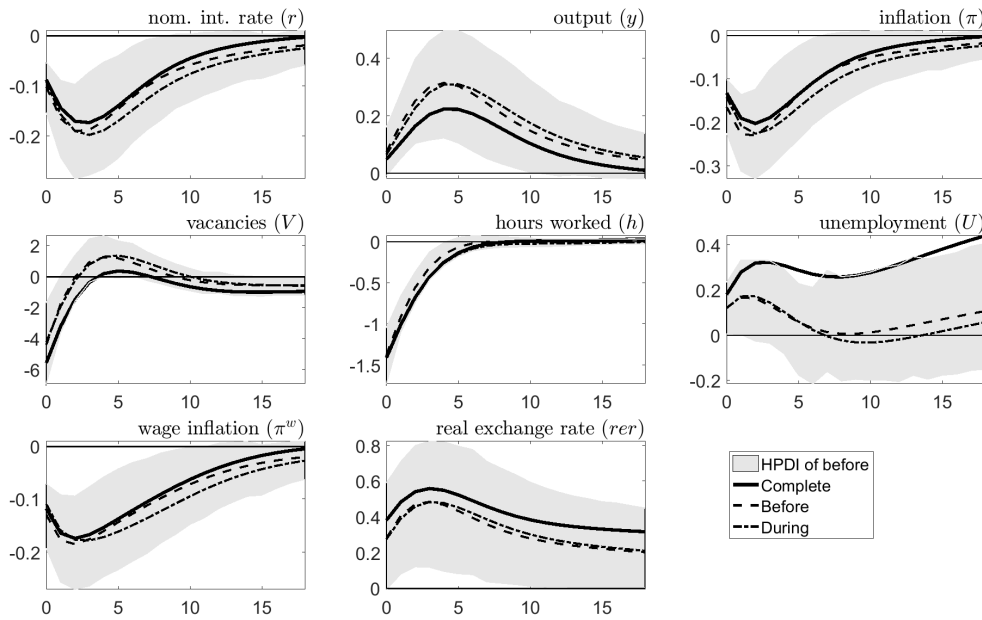 nom. int. rate (r)
0
-0.1
-0.2
0 5 10 15
output (y)
0.4
0.2
0
0 5 10 15
inflation (π)
0
-0.1
-0.2
-0.3
0 5 10 15
vacancies (V)
2
0
-2
-4
-6
0 5 10 15
hours worked (h)
0
-0.5
-1
-1.5
0 5 10 15
unemployment (U)
0.4
0.2
0
-0.2
0 5 10 15
wage inflation (π^w)
0
-0.1
-0.2
0 5 10 15
real exchange rate (rer)
0.8
0.6
0.4
0.2
0
0 5 10 15
HPDI of before
Complete
Before
During